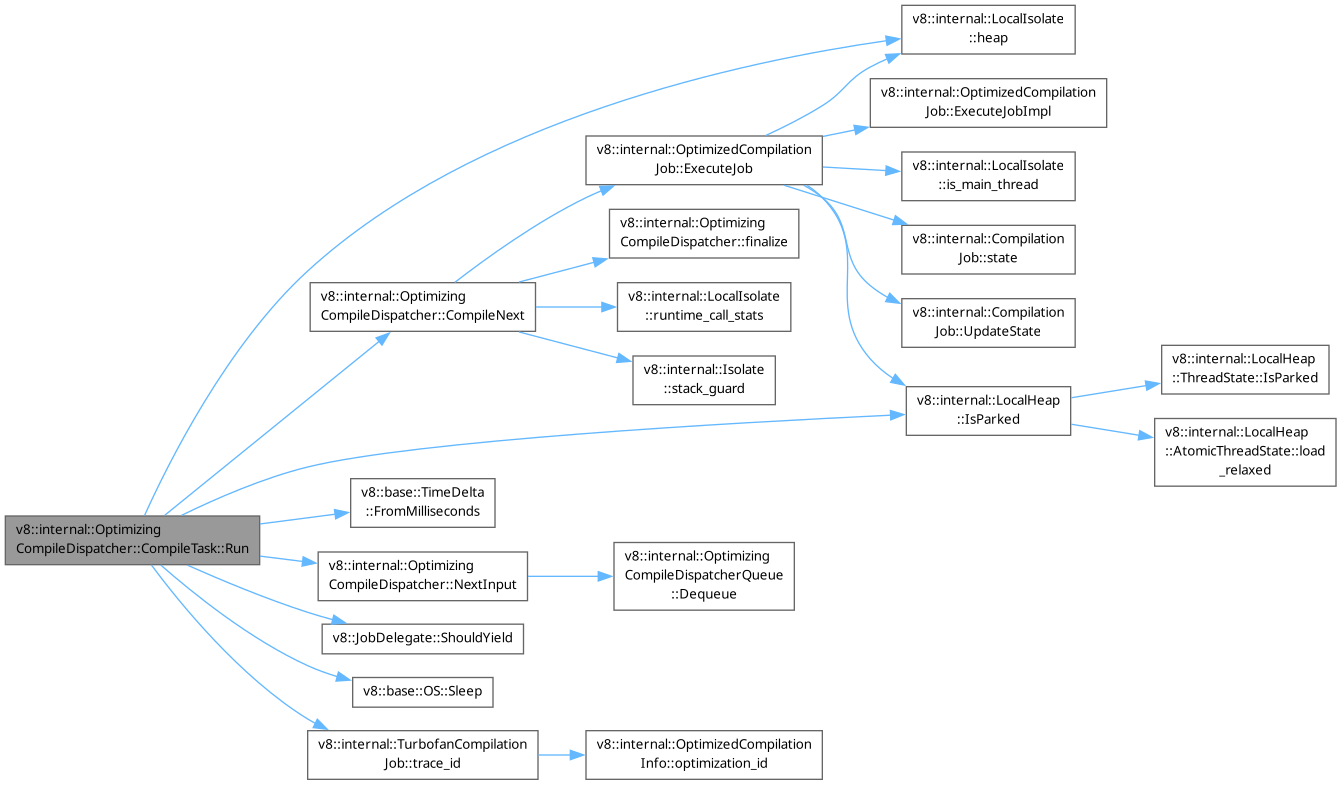 v8::internal::LocalIsolate
::heap
v8::internal::OptimizedCompilation
Job::ExecuteJobImpl
v8::internal::OptimizedCompilation
Job::ExecuteJob
v8::internal::LocalIsolate
::is_main_thread
v8::internal::Optimizing
CompileDispatcher::finalize
v8::internal::Compilation
Job::state
v8::internal::Optimizing
CompileDispatcher::CompileNext
v8::internal::LocalIsolate
::runtime_call_stats
v8::internal::Compilation
Job::UpdateState
v8::internal::Isolate
::stack_guard
v8::internal::LocalHeap
::ThreadState::IsParked
v8::internal::LocalHeap
::IsParked
v8::internal::LocalHeap
::AtomicThreadState::load
_relaxed
v8::base::TimeDelta
::FromMilliseconds
v8::internal::Optimizing
CompileDispatcher::CompileTask::Run
v8::internal::Optimizing
CompileDispatcher::NextInput
v8::internal::Optimizing
CompileDispatcherQueue
::Dequeue
v8::JobDelegate::ShouldYield
v8::base::OS::Sleep
v8::internal::TurbofanCompilation
Job::trace_id
v8::internal::OptimizedCompilation
Info::optimization_id